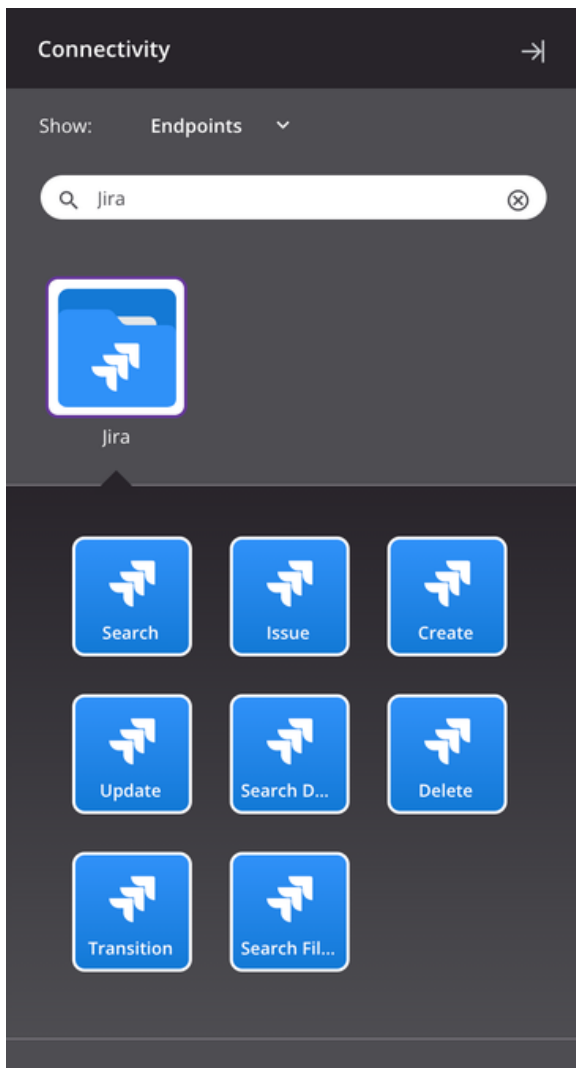 Connectivity
Show: Endpoints
Jira
Jira
Search Issue Create
Update Search D... Delete
Transition Search Fil...